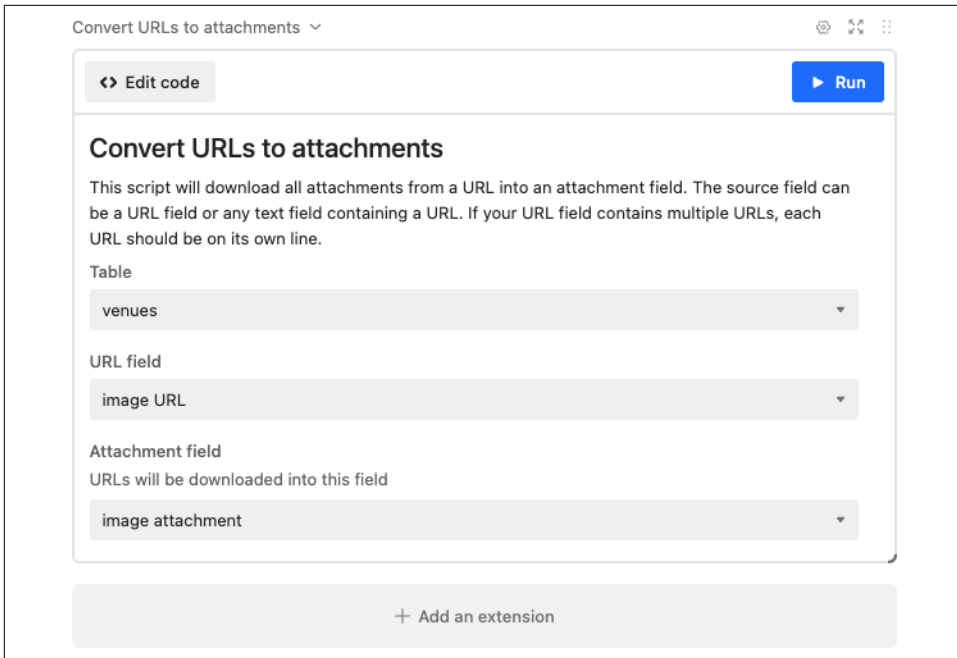 Convert URLs to attachments
Edit code
Run
Convert URLs to attachments
This script will download all attachments from a URL into an attachment field. The source field can
be a URL field or any text field containing a URL. If your URL field contains multiple URLs, each
URL should be on its own line.
Table
venues
URL field
image URL
Attachment field
URLs will be downloaded into this field
image attachment
Add an extension